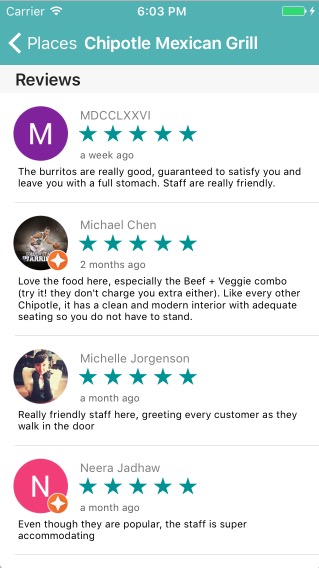 Carrier 6:03 PM
Places Chipotle Mexican Grill
Reviews
M
MDCCLXXVI
a week ago
The burritos are really good, guaranteed to satisfy you and
leave you with a full stomach. Staff are really friendly.
Michael Chen
2 months ago
Love the food here, especially the Beef + Veggie combo
(try it! they don't charge you extra either). Like every other
Chipotle, it has a clean and modern interior with adequate
seating so you do not have to stand.
Michelle Jorgenson
a month ago
Really friendly staff here, greeting every customer as they
walk in the door
N
Neera Jadhaw
a month ago
Even though they are popular, the staff is super
accommodating